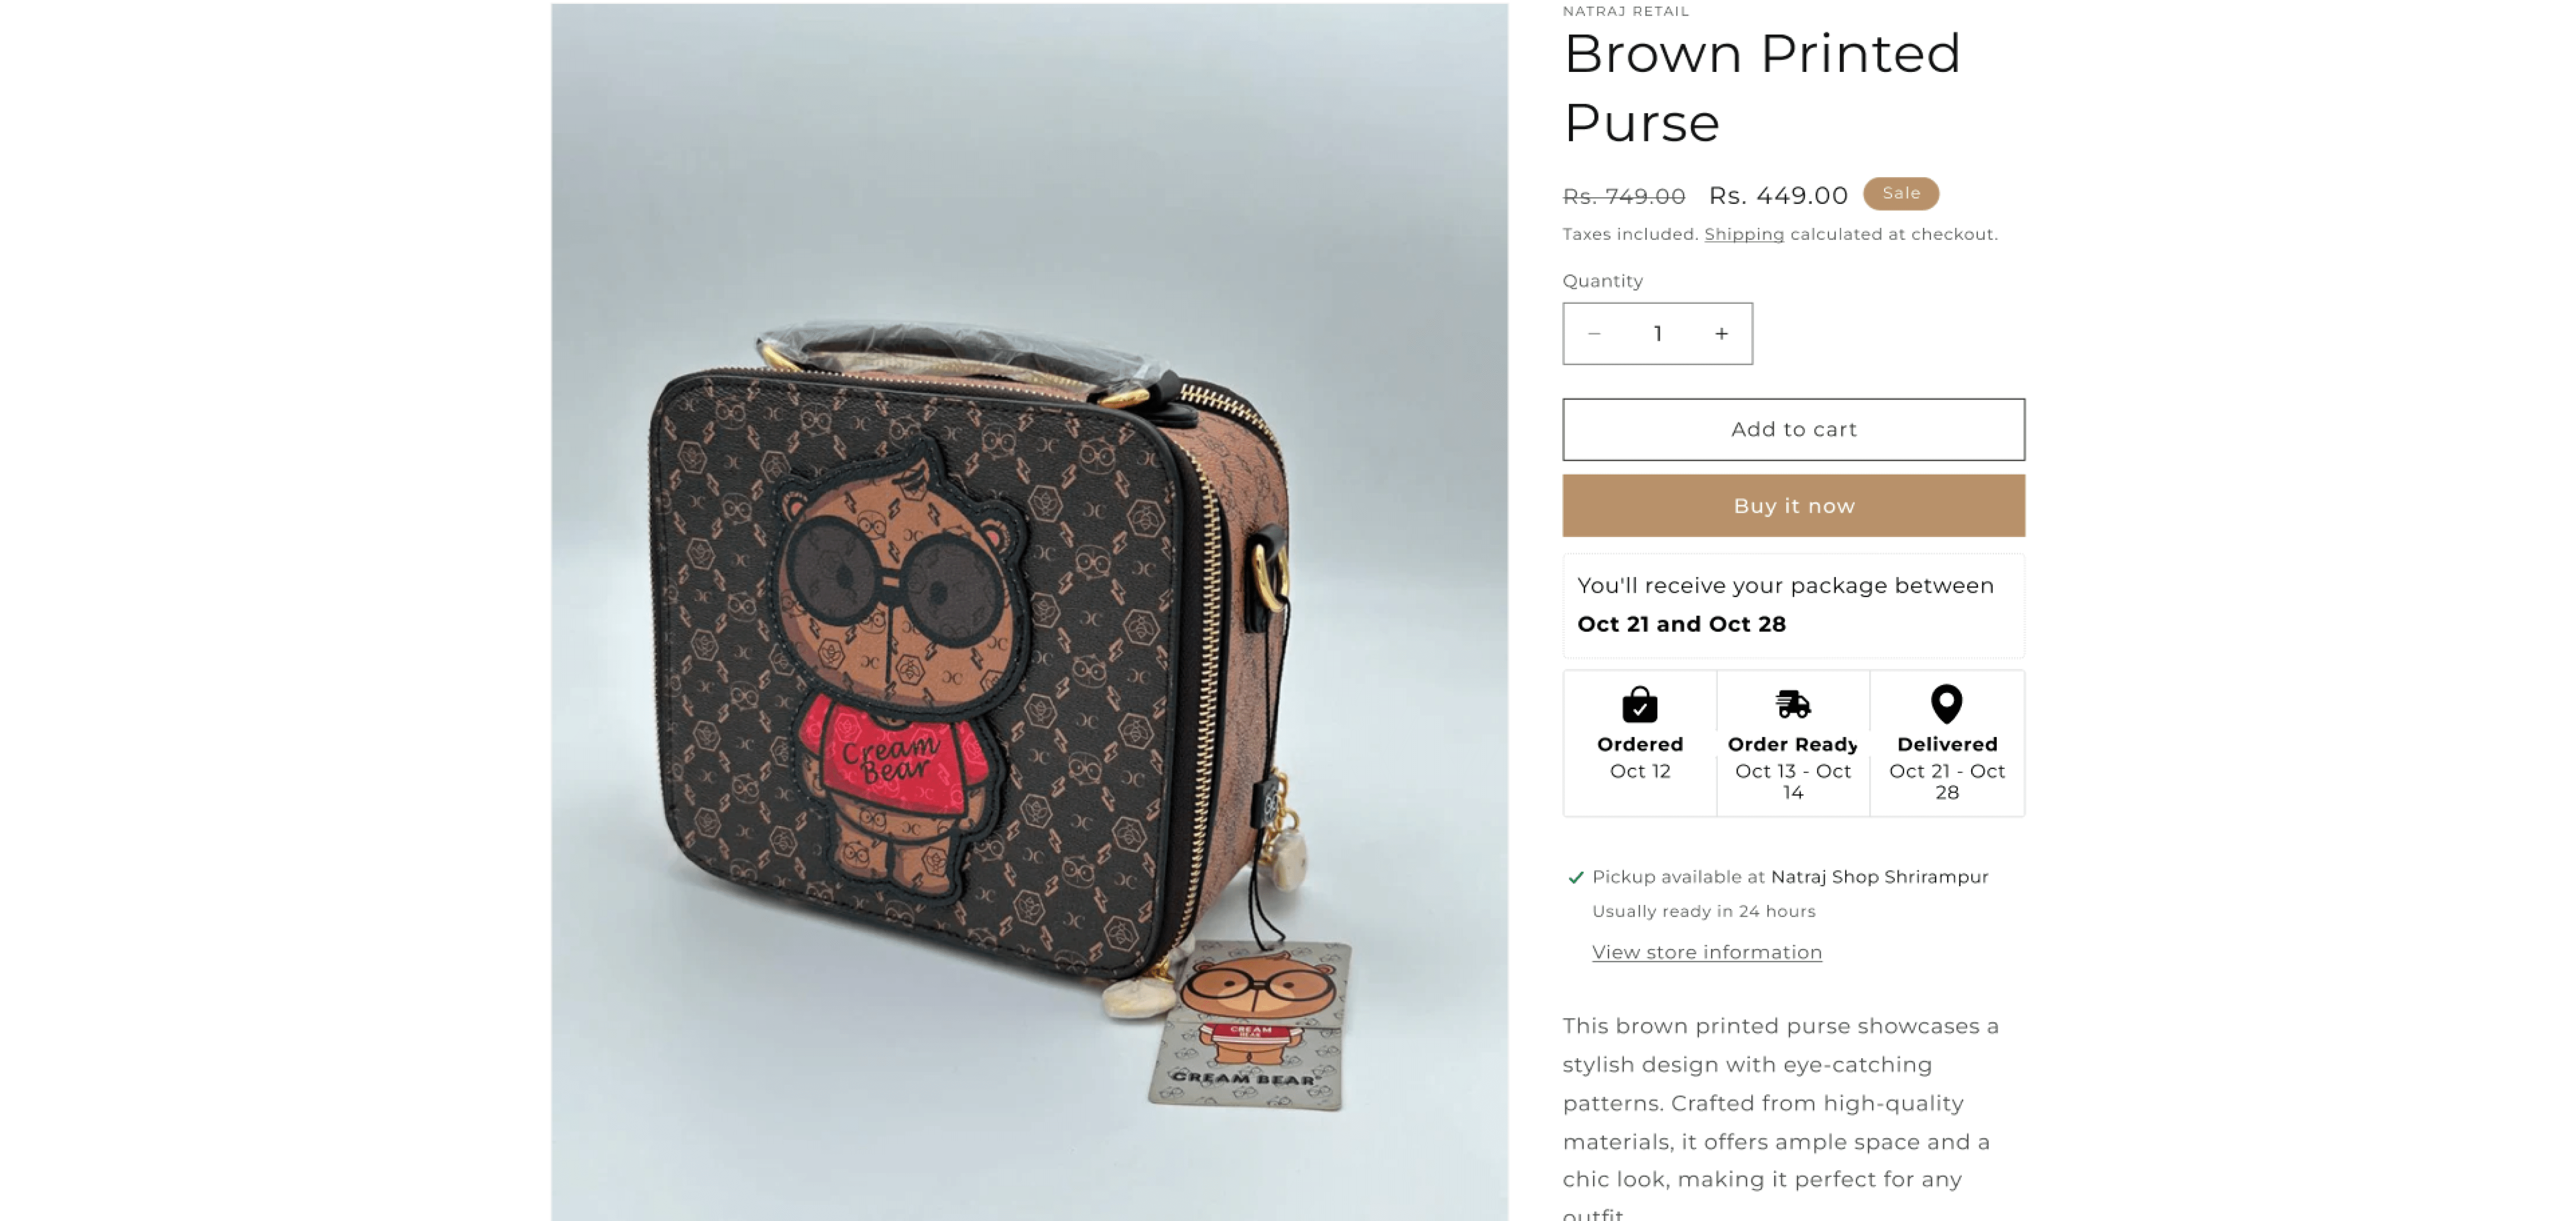 NATRAJ RETAIL
Brown Printed
Purse
Rs. 749.00 Rs. 449.00 Sale
Taxes included. Shipping calculated at checkout.
Quantity
− 1 +
Add to cart
Buy it now
You'll receive your package between
Oct 21 and Oct 28
Ordered
Oct 12
Order Ready
Oct 13 - Oct
14
Delivered
Oct 21 - Oct
28
Pickup available at Natraj Shop Shrirampur
Usually ready in 24 hours
View store information
This brown printed purse showcases a
stylish design with eye-catching
patterns. Crafted from high-quality
materials, it offers ample space and a
chic look, making it perfect for any
outfit
Cream
Bear
CREAM
BEAR
CREAM BEAR